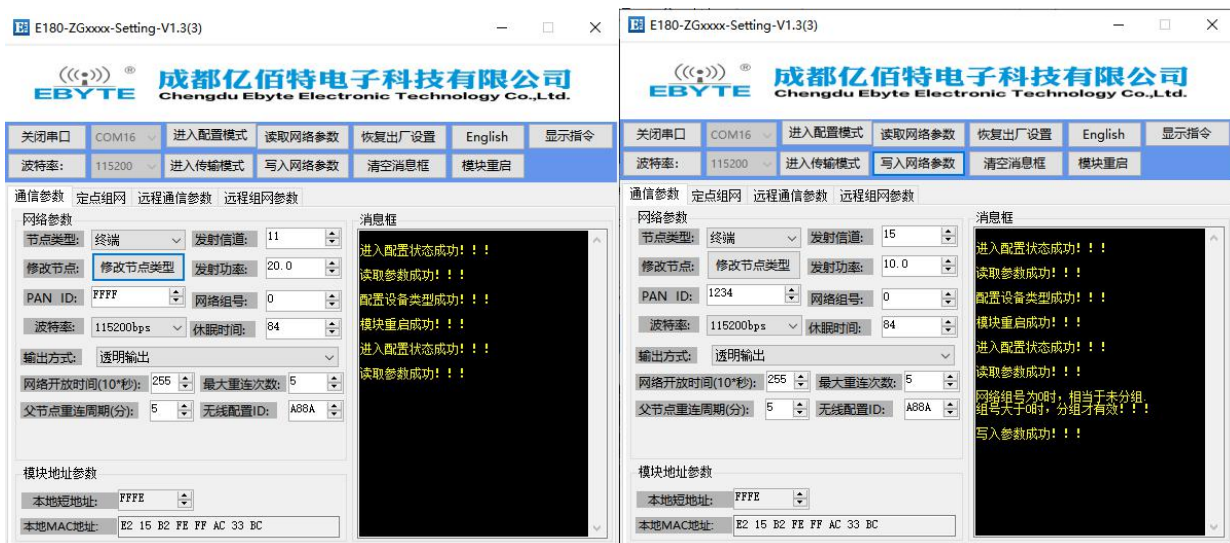 E180-ZGxxxx-Setting-V1.3(3)
EBYTE ®
成都亿佰特电子科技有限公司
Chengdu Ebyte Electronic Technology Co.,Ltd.
关闭串口 COM16 进入配置模式 读取网络参数 恢复出厂设置 English 显示指令
波特率: 115200 进入传输模式 写入网络参数 清空消息框 模块重启
通信参数 定点组网 远程通信参数 远程组网参数
网络参数
节点类型: 终端 发射信道: 11
修改节点: 修改节点类型 发射功率: 20.0
PAN ID: FFFF 网络组号: 0
波特率: 115200bps 休眠时间: 84
输出方式: 透明输出
网络开放时间(10*秒): 255 最大重连次数: 5
父节点重连周期(分): 5 无线配置ID: A88A
模块地址参数
本地短地址: FFFE
本地MAC地址: E2 15 B2 FE FF AC 33 BC
消息框
进入配置状态成功!!!
读取参数成功!!!
配置设备类型成功!!!
模块重启成功!!!
进入配置状态成功!!!
读取参数成功!!!
E180-ZGxxxx-Setting-V1.3(3)
EBYTE ®
成都亿佰特电子科技有限公司
Chengdu Ebyte Electronic Technology Co.,Ltd.
关闭串口 COM16 进入配置模式 读取网络参数 恢复出厂设置 English 显示指令
波特率: 115200 进入传输模式 写入网络参数 清空消息框 模块重启
通信参数 定点组网 远程通信参数 远程组网参数
网络参数
节点类型: 终端 发射信道: 15
修改节点: 修改节点类型 发射功率: 10.0
PAN ID: 1234 网络组号: 0
波特率: 115200bps 休眠时间: 84
输出方式: 透明输出
网络开放时间(10*秒): 255 最大重连次数: 5
父节点重连周期(分): 5 无线配置ID: A88A
模块地址参数
本地短地址: FFFE
本地MAC地址: E2 15 B2 FE FF AC 33 BC
消息框
进入配置状态成功!!!
读取参数成功!!!
配置设备类型成功!!!
模块重启成功!!!
进入配置状态成功!!!
读取参数成功!!!
网络组号为0时,相当于未分组,
组号大于0时,分组才有效!!!
写入参数成功!!!